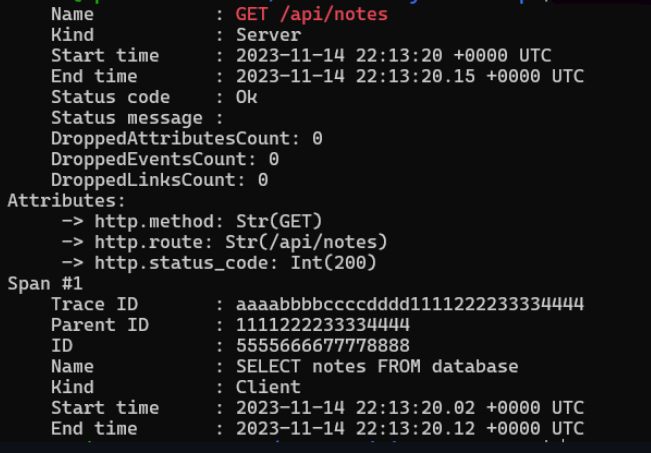 Name : GET /api/notes
Kind : Server
Start time : 2023-11-14 22:13:20 +0000 UTC
End time : 2023-11-14 22:13:20.15 +0000 UTC
Status code : Ok
Status message :
DroppedAttributesCount: 0
DroppedEventsCount: 0
DroppedLinksCount: 0
Attributes:
-> http.method: Str(GET)
-> http.route: Str(/api/notes)
-> http.status_code: Int(200)
Span #1
Trace ID : aaaabbbbccccdddd1111222233334444
Parent ID : 1111222233334444
ID : 5555666677778888
Name : SELECT notes FROM database
Kind : Client
Start time : 2023-11-14 22:13:20.02 +0000 UTC
End time : 2023-11-14 22:13:20.12 +0000 UTC